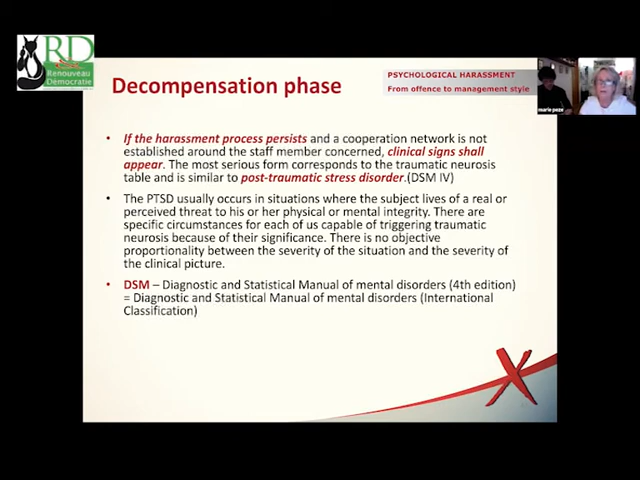 RD
Renouveau
Démocratie
Decompensation phase
PSYCHOLOGICAL HARASSMENT
From offence to management style
marie peze
• If the harassment process persists and a cooperation network is not
established around the staff member concerned, clinical signs shall
appear. The most serious form corresponds to the traumatic neurosis
table and is similar to post-traumatic stress disorder.(DSM IV)
• The PTSD usually occurs in situations where the subject lives of a real or
perceived threat to his or her physical or mental integrity. There are
specific circumstances for each of us capable of triggering traumatic
neurosis because of their significance. There is no objective
proportionality between the severity of the situation and the severity of
the clinical picture.
• DSM – Diagnostic and Statistical Manual of mental disorders (4th edition)
= Diagnostic and Statistical Manual of mental disorders (International
Classification)